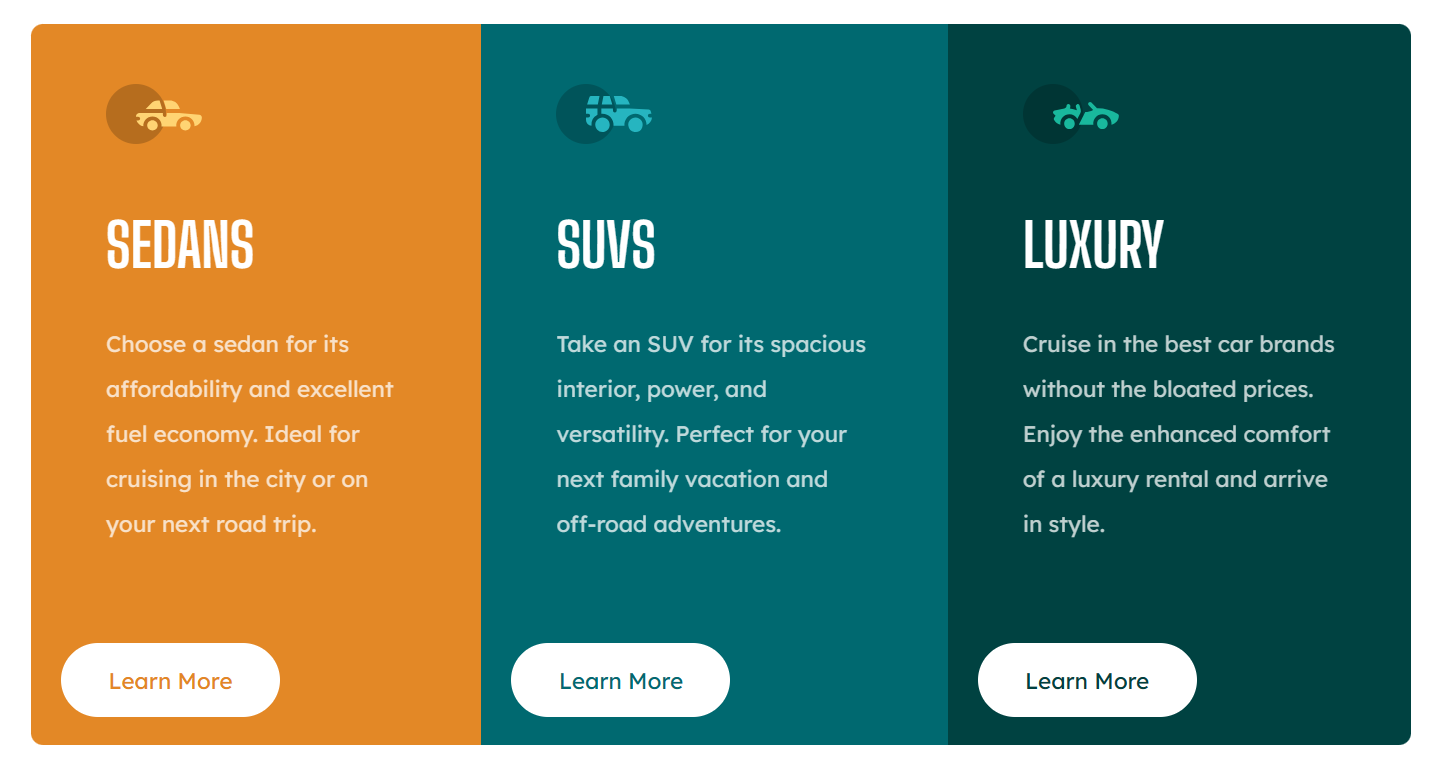 SEDANS
Choose a sedan for its
affordability and excellent
fuel economy. Ideal for
cruising in the city or on
your next road trip.
Learn More
SUVS
Take an SUV for its spacious
interior, power, and
versatility. Perfect for your
next family vacation and
off-road adventures.
Learn More
LUXURY
Cruise in the best car brands
without the bloated prices.
Enjoy the enhanced comfort
of a luxury rental and arrive
in style.
Learn More